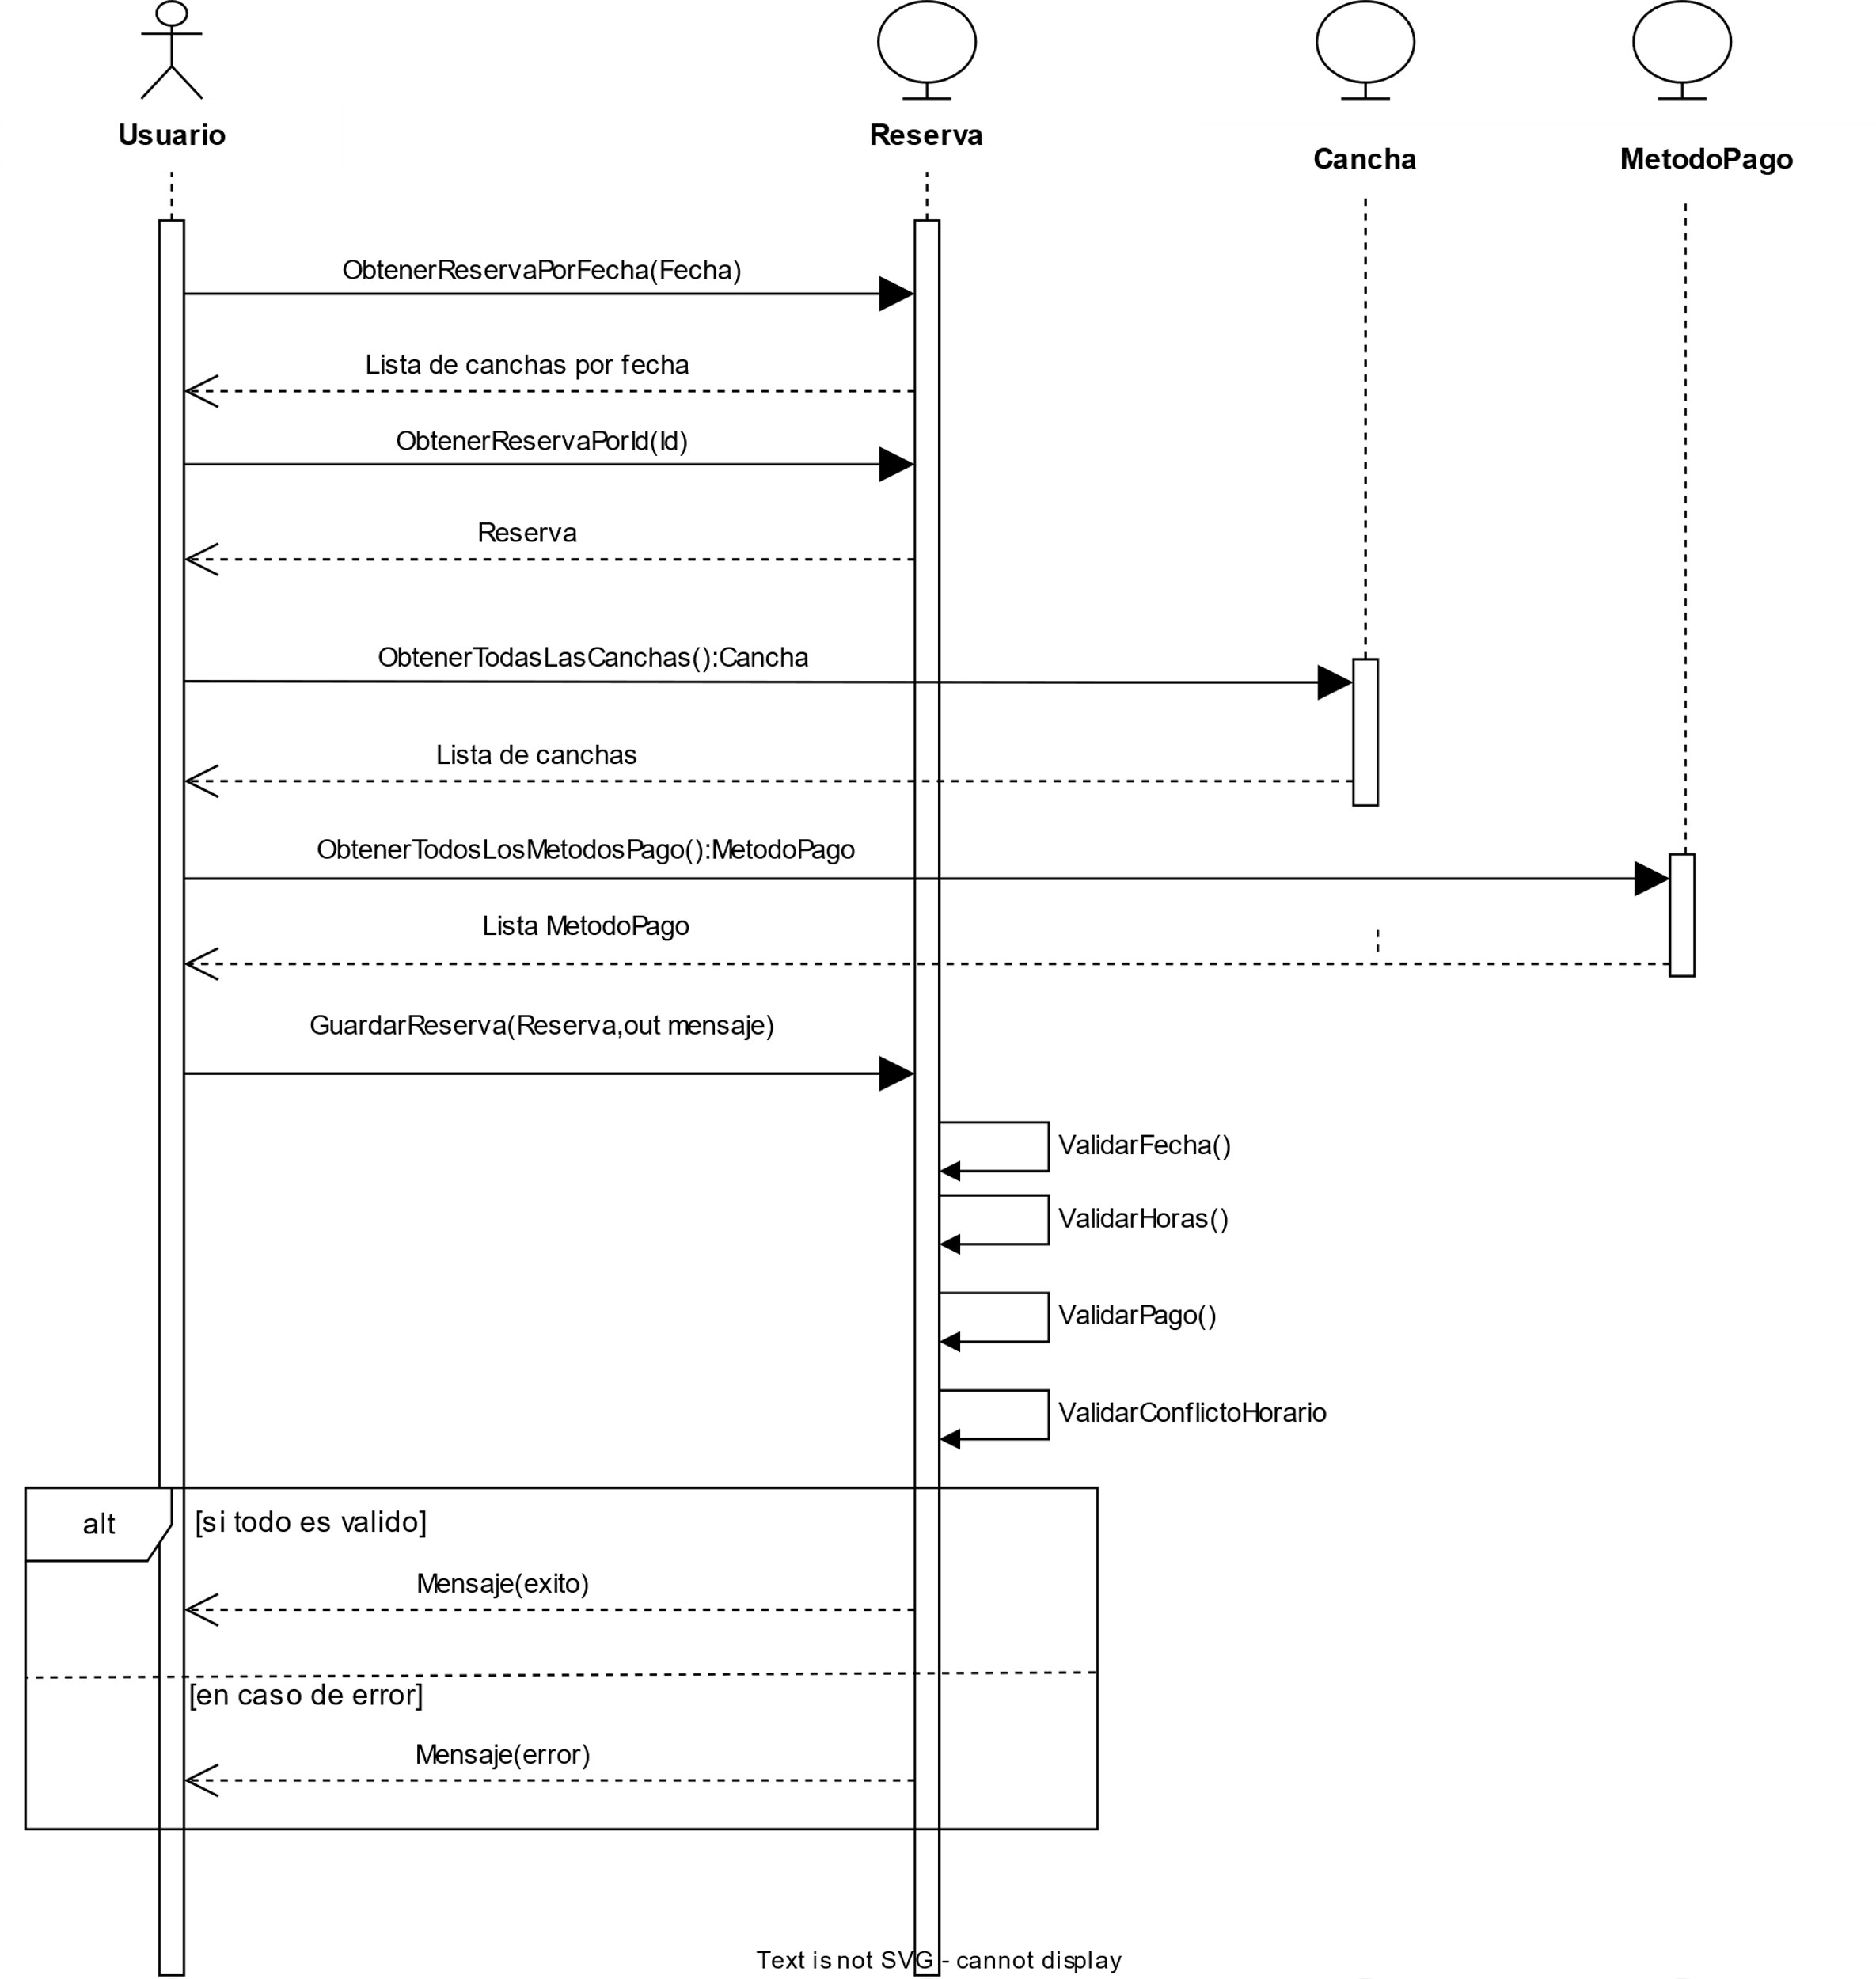 Usuario
Reserva
Cancha
MetodoPago
ObtenerReservaPorFecha(Fecha)
Lista de canchas por fecha
ObtenerReservaPorId(Id)
Reserva
ObtenerTodasLasCanchas():Cancha
Lista de canchas
ObtenerTodosLosMetodosPago():MetodoPago
Lista MetodoPago
GuardarReserva(Reserva,out mensaje)
ValidarFecha()
ValidarHoras()
ValidarPago()
ValidarConflictoHorario
alt
[si todo es valido]
Mensaje(exito)
[en caso de error]
Mensaje(error)
Text is not SVG - cannot display